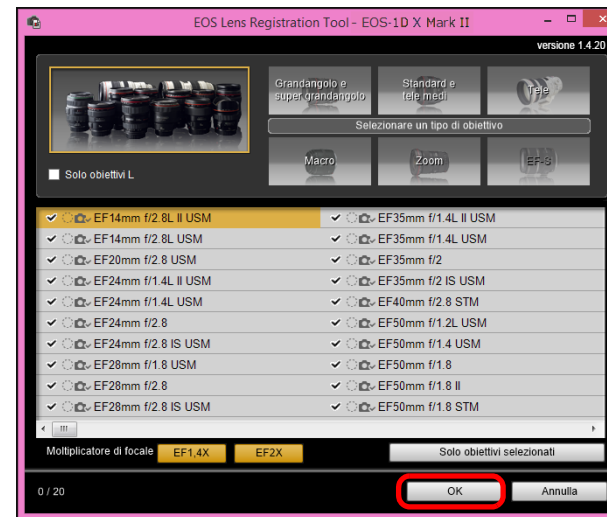 EOS Lens Registration Tool - EOS-1D X Mark II
versione 1.4.20
Grandangolo e
super grandangolo
Standard e
tele medi
Tele
Selezionare un tipo di obiettivo
Macro
Zoom
EF-S
Solo obiettivi L
EF14mm f/2.8L II USM
EF14mm f/2.8L USM
EF20mm f/2.8 USM
EF24mm f/1.4L II USM
EF24mm f/1.4L USM
EF24mm f/2.8
EF24mm f/2.8 IS USM
EF28mm f/1.8 USM
EF28mm f/2.8
EF28mm f/2.8 IS USM
EF35mm f/1.4L II USM
EF35mm f/1.4L USM
EF35mm f/2
EF35mm f/2 IS USM
EF40mm f/2.8 STM
EF50mm f/1.2L USM
EF50mm f/1.4 USM
EF50mm f/1.8
EF50mm f/1.8 II
EF50mm f/1.8 STM
Moltiplicatore di focale
EF1,4X
EF2X
Solo obiettivi selezionati
0 / 20
OK
Annulla